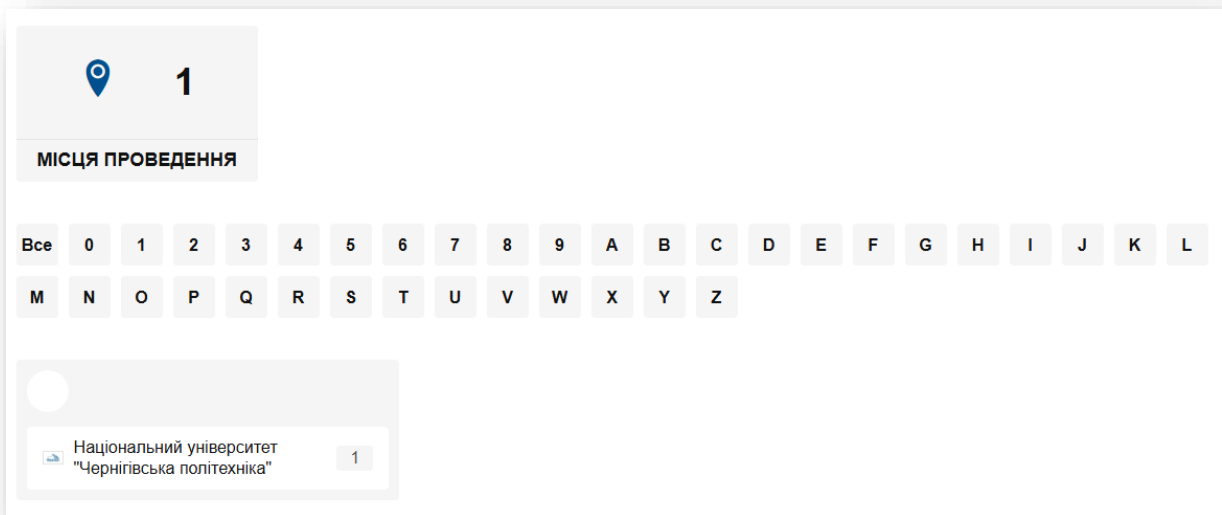 1
МІСЦЯ ПРОВЕДЕННЯ
Все 0 1 2 3 4 5 6 7 8 9 A B C D E F G H I J K L
M N O P Q R S T U V W X Y Z
Національний університет
"Чернігівська політехніка"
1